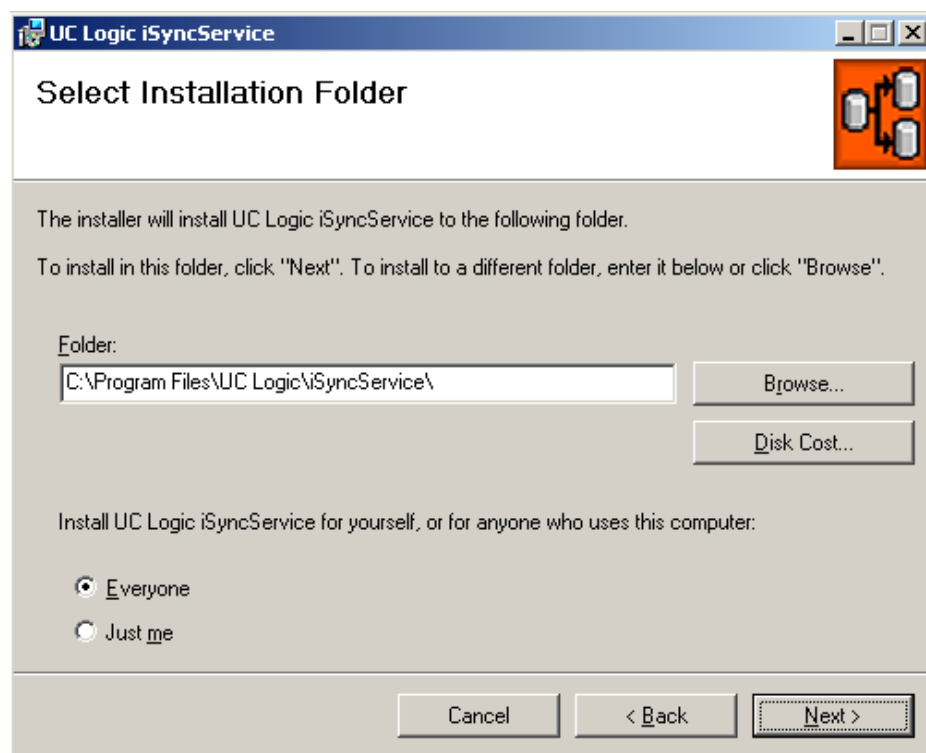 UC Logic iSyncService
Select Installation Folder
The installer will install UC Logic iSyncService to the following folder.
To install in this folder, click "Next". To install to a different folder, enter it below or click "Browse".
Folder:
C:\Program Files\UC Logic\iSyncService\
Browse...
Disk Cost...
Install UC Logic iSyncService for yourself, or for anyone who uses this computer:
Everyone
Just me
Cancel
< Back
Next >